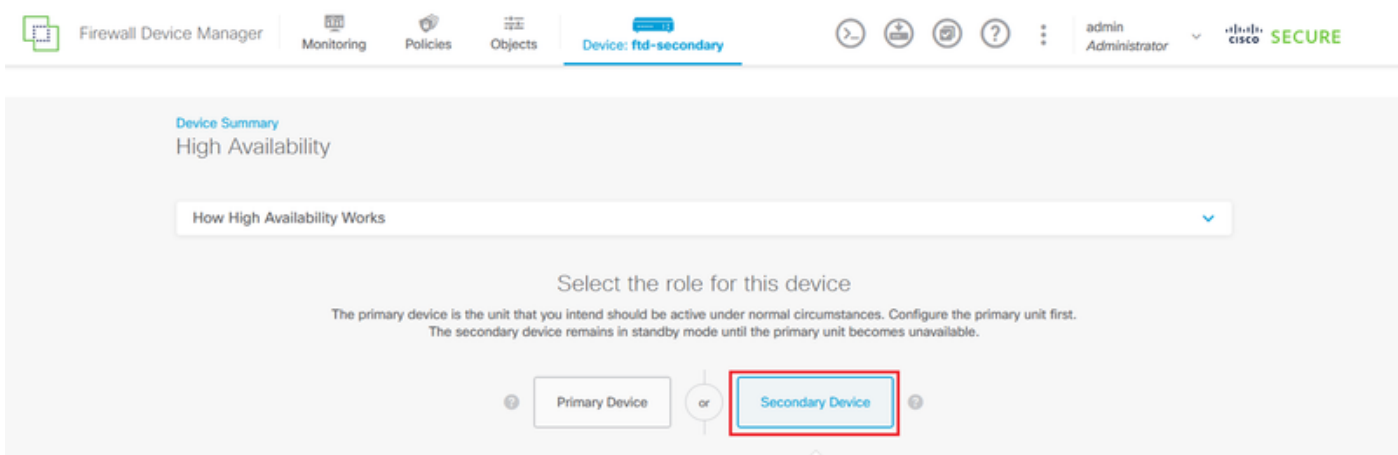 Firewall Device Manager
Monitoring
Policies
Objects
Device: ftd-secondary
admin
Administrator
CISCO SECURE
Device Summary
High Availability
How High Availability Works
Select the role for this device
The primary device is the unit that you intend should be active under normal circumstances. Configure the primary unit first.
The secondary device remains in standby mode until the primary unit becomes unavailable.
Primary Device
or
Secondary Device